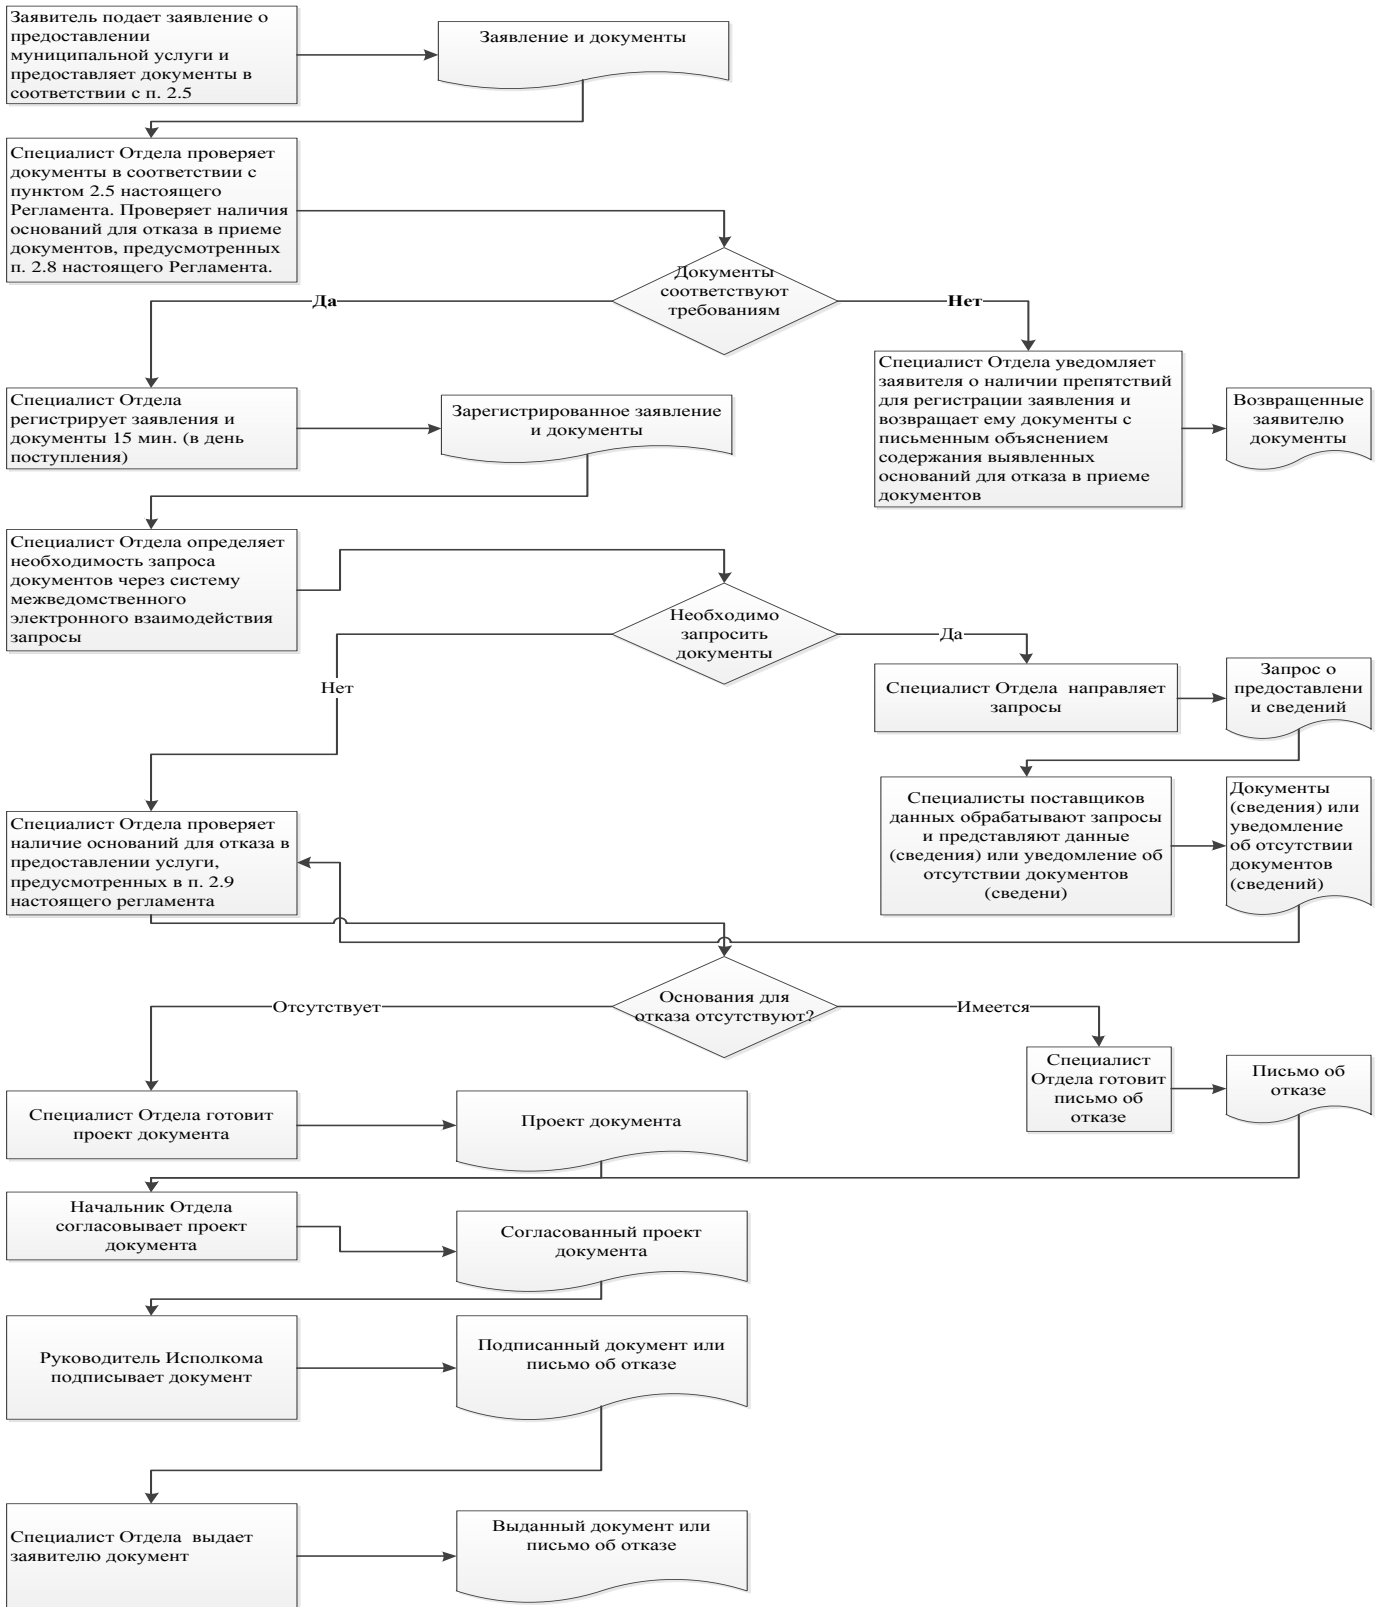 Заявитель подает заявление о
предоставлении
муниципальной услуги и
предоставляет документы в
соответствии с п. 2.5
Заявление и документы
Специалист Отдела проверяет
документы в соответствии с
пунктом 2.5 настоящего
Регламента. Проверяет наличия
оснований для отказа в приеме
документов, предусмотренных
п. 2.8 настоящего Регламента.
Документы
соответствуют
требованиям
Да
Нет
Специалист Отдела
регистрирует заявления и
документы 15 мин. (в день
поступления)
Зарегистрированное заявление
и документы
Специалист Отдела уведомляет
заявителя о наличии препятствий
для регистрации заявления и
возвращает ему документы с
письменным объяснением
содержания выявленных
оснований для отказа в приеме
документов
Возвращенные
заявителю
документы
Специалист Отдела определяет
необходимость запроса
документов через систему
межведомственного
электронного взаимодействия
запросы
Необходимо
запросить
документы
Да
Нет
Специалист Отдела  направляет
запросы
Запрос о
предоставлени
и сведений
Специалисты поставщиков
данных обрабатывают запросы
и представляют данные
(сведения) или уведомление об
отсутствии документов
(сведени)
Документы
(сведения) или
уведомление
об отсутствии
документов
(сведений)
Специалист Отдела проверяет
наличие оснований для отказа в
предоставлении услуги,
предусмотренных в п. 2.9
настоящего регламента
Основания для
отказа отсутствуют?
Отсутствует
Имеется
Специалист
Отдела готовит
письмо об
отказе
Письмо об
отказе
Специалист Отдела готовит
проект документа
Проект документа
Начальник Отдела
согласовывает проект
документа
Согласованный проект
документа
Руководитель Исполкома
подписывает документ
Подписанный документ или
письмо об отказе
Специалист Отдела  выдает
заявителю документ
Выданный документ или
письмо об отказе